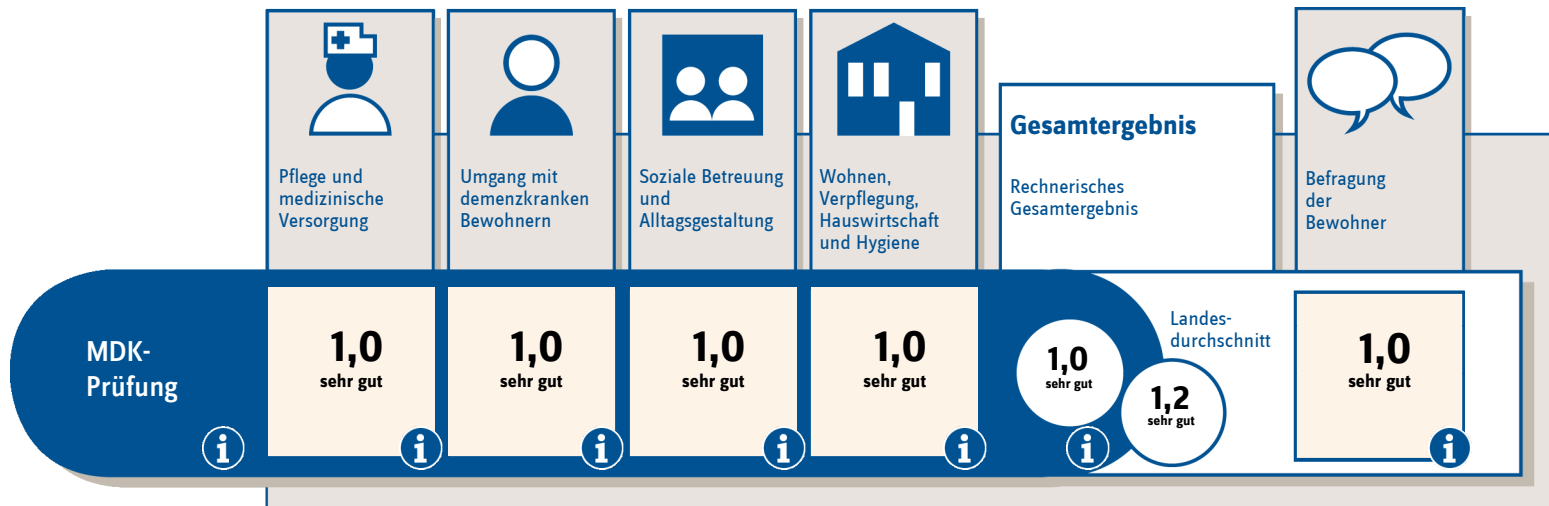 Pflege und
medizinische
Versorgung
Umgang mit
demenzkranken
Bewohnern
Soziale Betreuung
und
Alltagsgestaltung
Wohnen,
Verpflegung,
Hauswirtschaft
und Hygiene
Gesamtergebnis
Rechnerisches
Gesamtergebnis
Befragung
der
Bewohner
MDK-
Prüfung
i
1,0
sehr gut
i
1,0
sehr gut
i
1,0
sehr gut
i
1,0
sehr gut
i
1,0
sehr gut
i
Landes-
durchschnitt
1,2
sehr gut
1,0
sehr gut
i